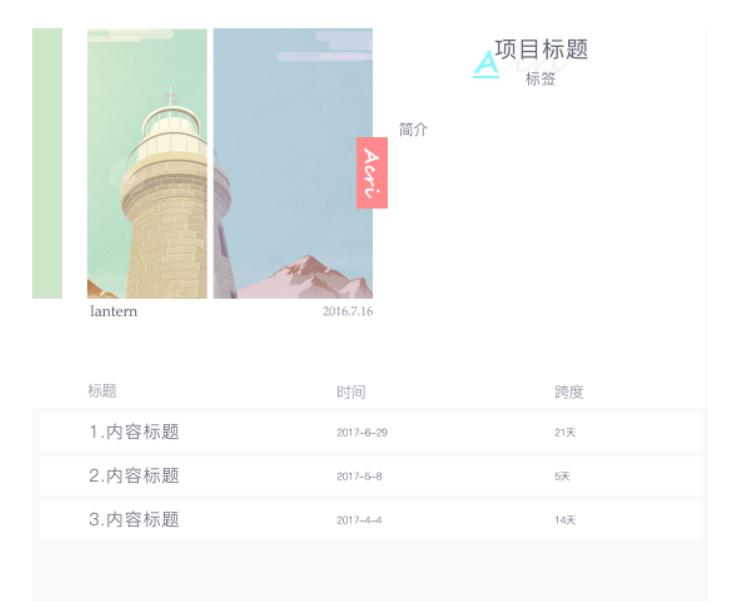 项目标题
A
标签
简介
Acri
lantern 2016.7.16
标题 时间 跨度
1.内容标题 2017-6-29 21天
2.内容标题 2017-5-8 5天
3.内容标题 2017-4-4 14天